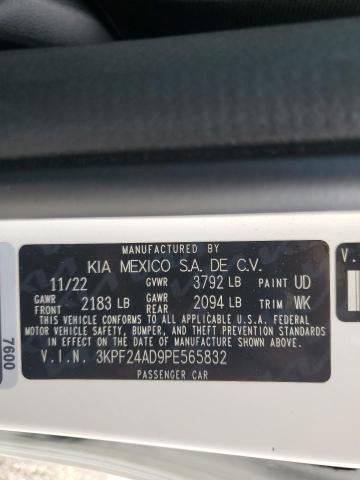 MANUFACTURED BY
KIA MEXICO S.A. DE C.V.
11/22 GVWR 3792 LB PAINT UD
GAWR FRONT 2183 LB GAWR REAR 2094 LB TRIM WK
THIS VEHICLE CONFORMS TO ALL APPLICABLE U.S.A. FEDERAL
MOTOR VEHICLE SAFETY, BUMPER, AND THEFT PREVENTION
STANDARDS IN EFFECT ON THE DATE OF MANUFACTURE SHOWN ABOVE.
V.I.N. 3KPF24AD9PE565832
PASSENGER CAR
7600
V.